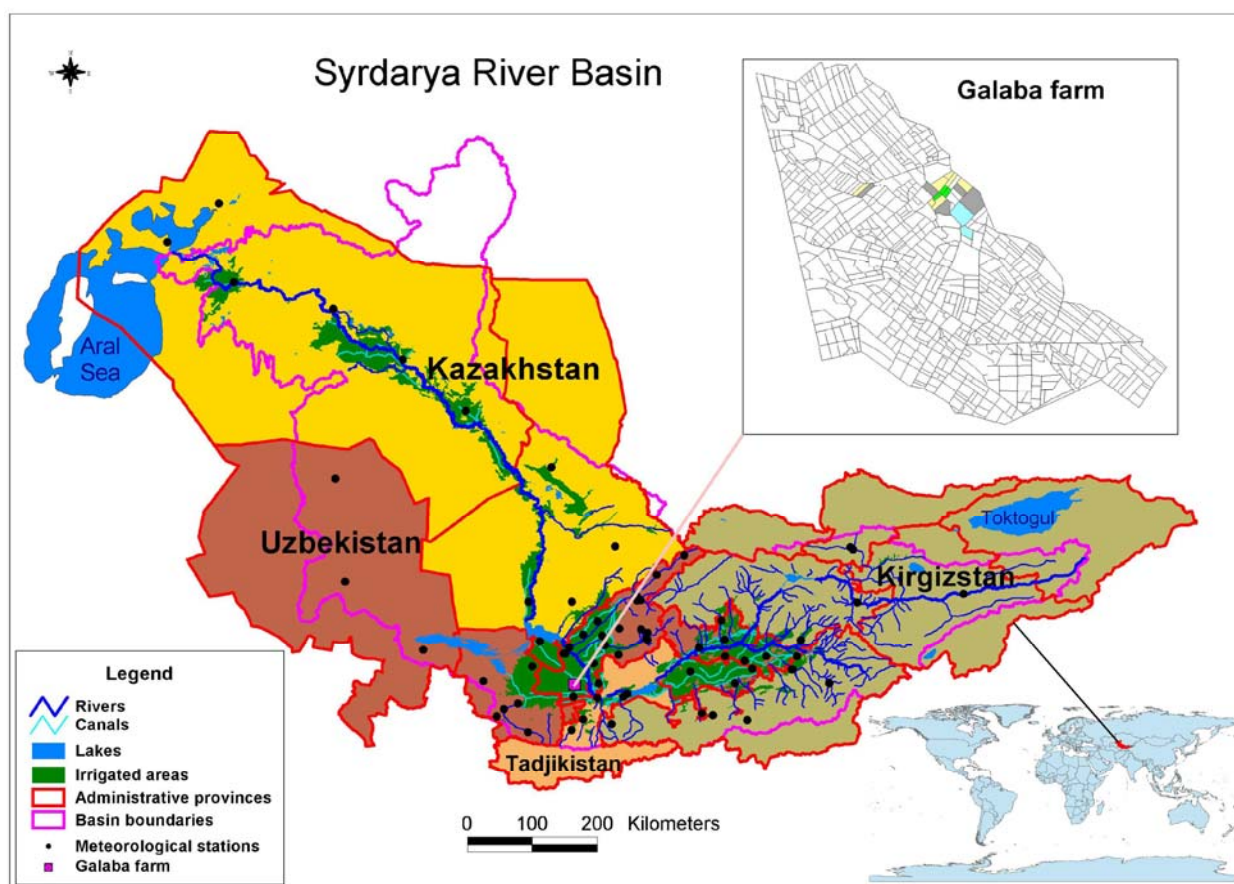 Syrdarya River Basin
Galaba farm
Aral
Sea
Kazakhstan
Uzbekistan
Toktogul
Kirgizstan
Tadjikistan
Legend
Rivers
Canals
Lakes
Irrigated areas
Administrative provinces
Basin boundaries
Meteorological stations
Galaba farm
0 100 200 Kilometers